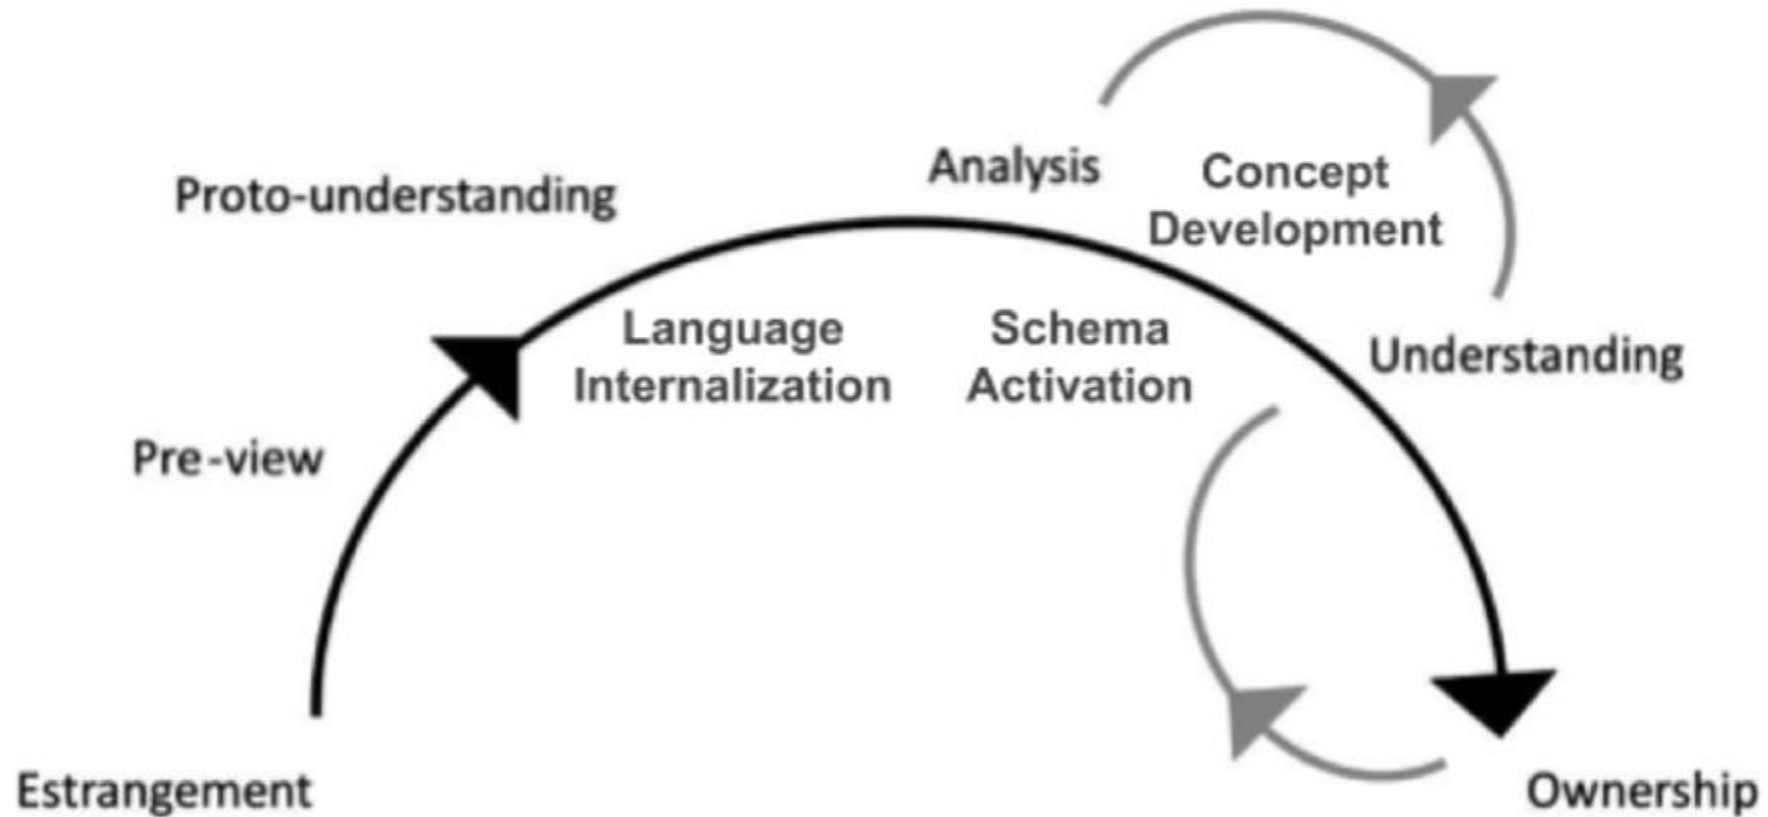 Analysis
Concept
Development
Proto-understanding
Language
Internalization
Schema
Activation
Understanding
Pre-view
Estrangement
Ownership